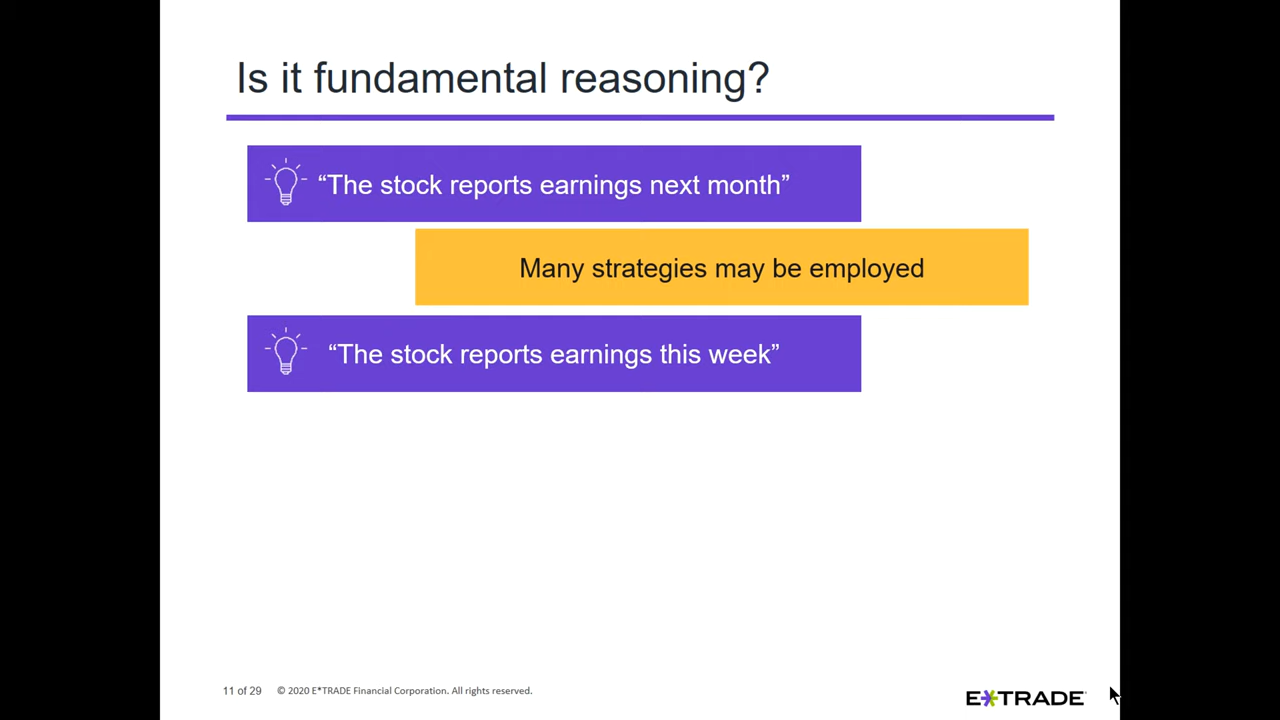 Is it fundamental reasoning?
“The stock reports earnings next month”
Many strategies may be employed
“The stock reports earnings this week”
11 of 29 © 2020 E*TRADE Financial Corporation. All rights reserved.
E*TRADE